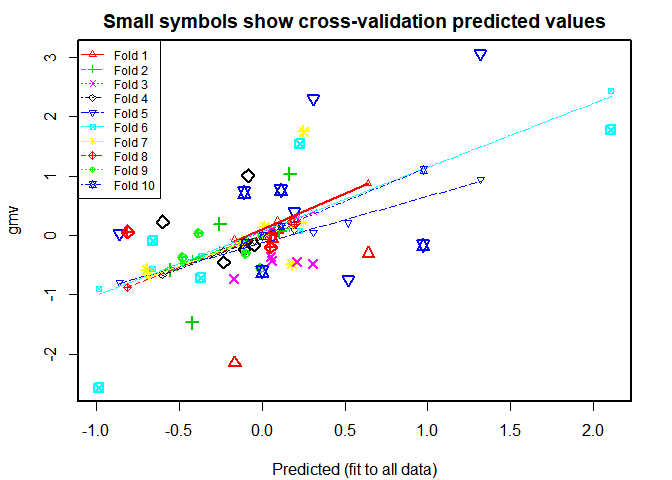 Small symbols show cross-validation predicted values
Fold 1
Fold 2
Fold 3
Fold 4
Fold 5
Fold 6
Fold 7
Fold 8
Fold 9
Fold 10
3
2
1
0
-1
-2
gmv
-1.0 -0.5 0.0 0.5 1.0 1.5 2.0
Predicted (fit to all data)